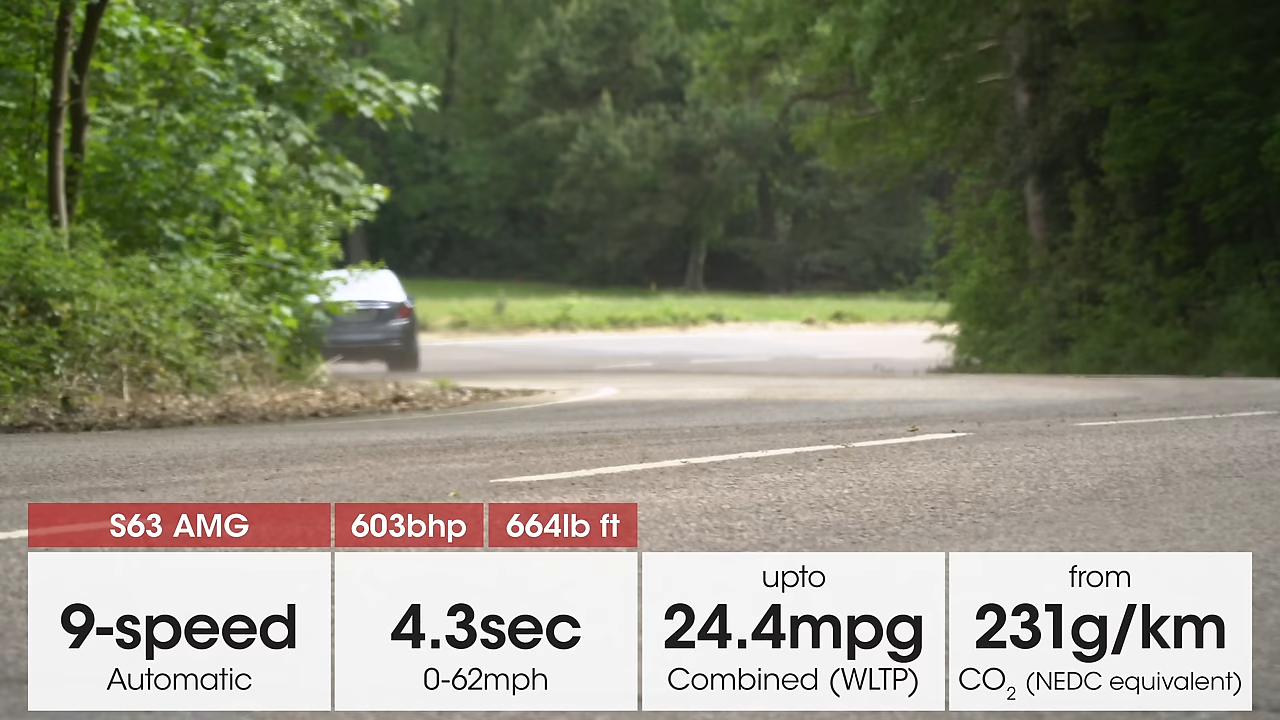 S63 AMG
603bhp
664lb ft
9-speed
Automatic
4.3sec
0-62mph
upto
24.4mpg
Combined (WLTP)
from
231g/km
CO₂ (NEDC equivalent)